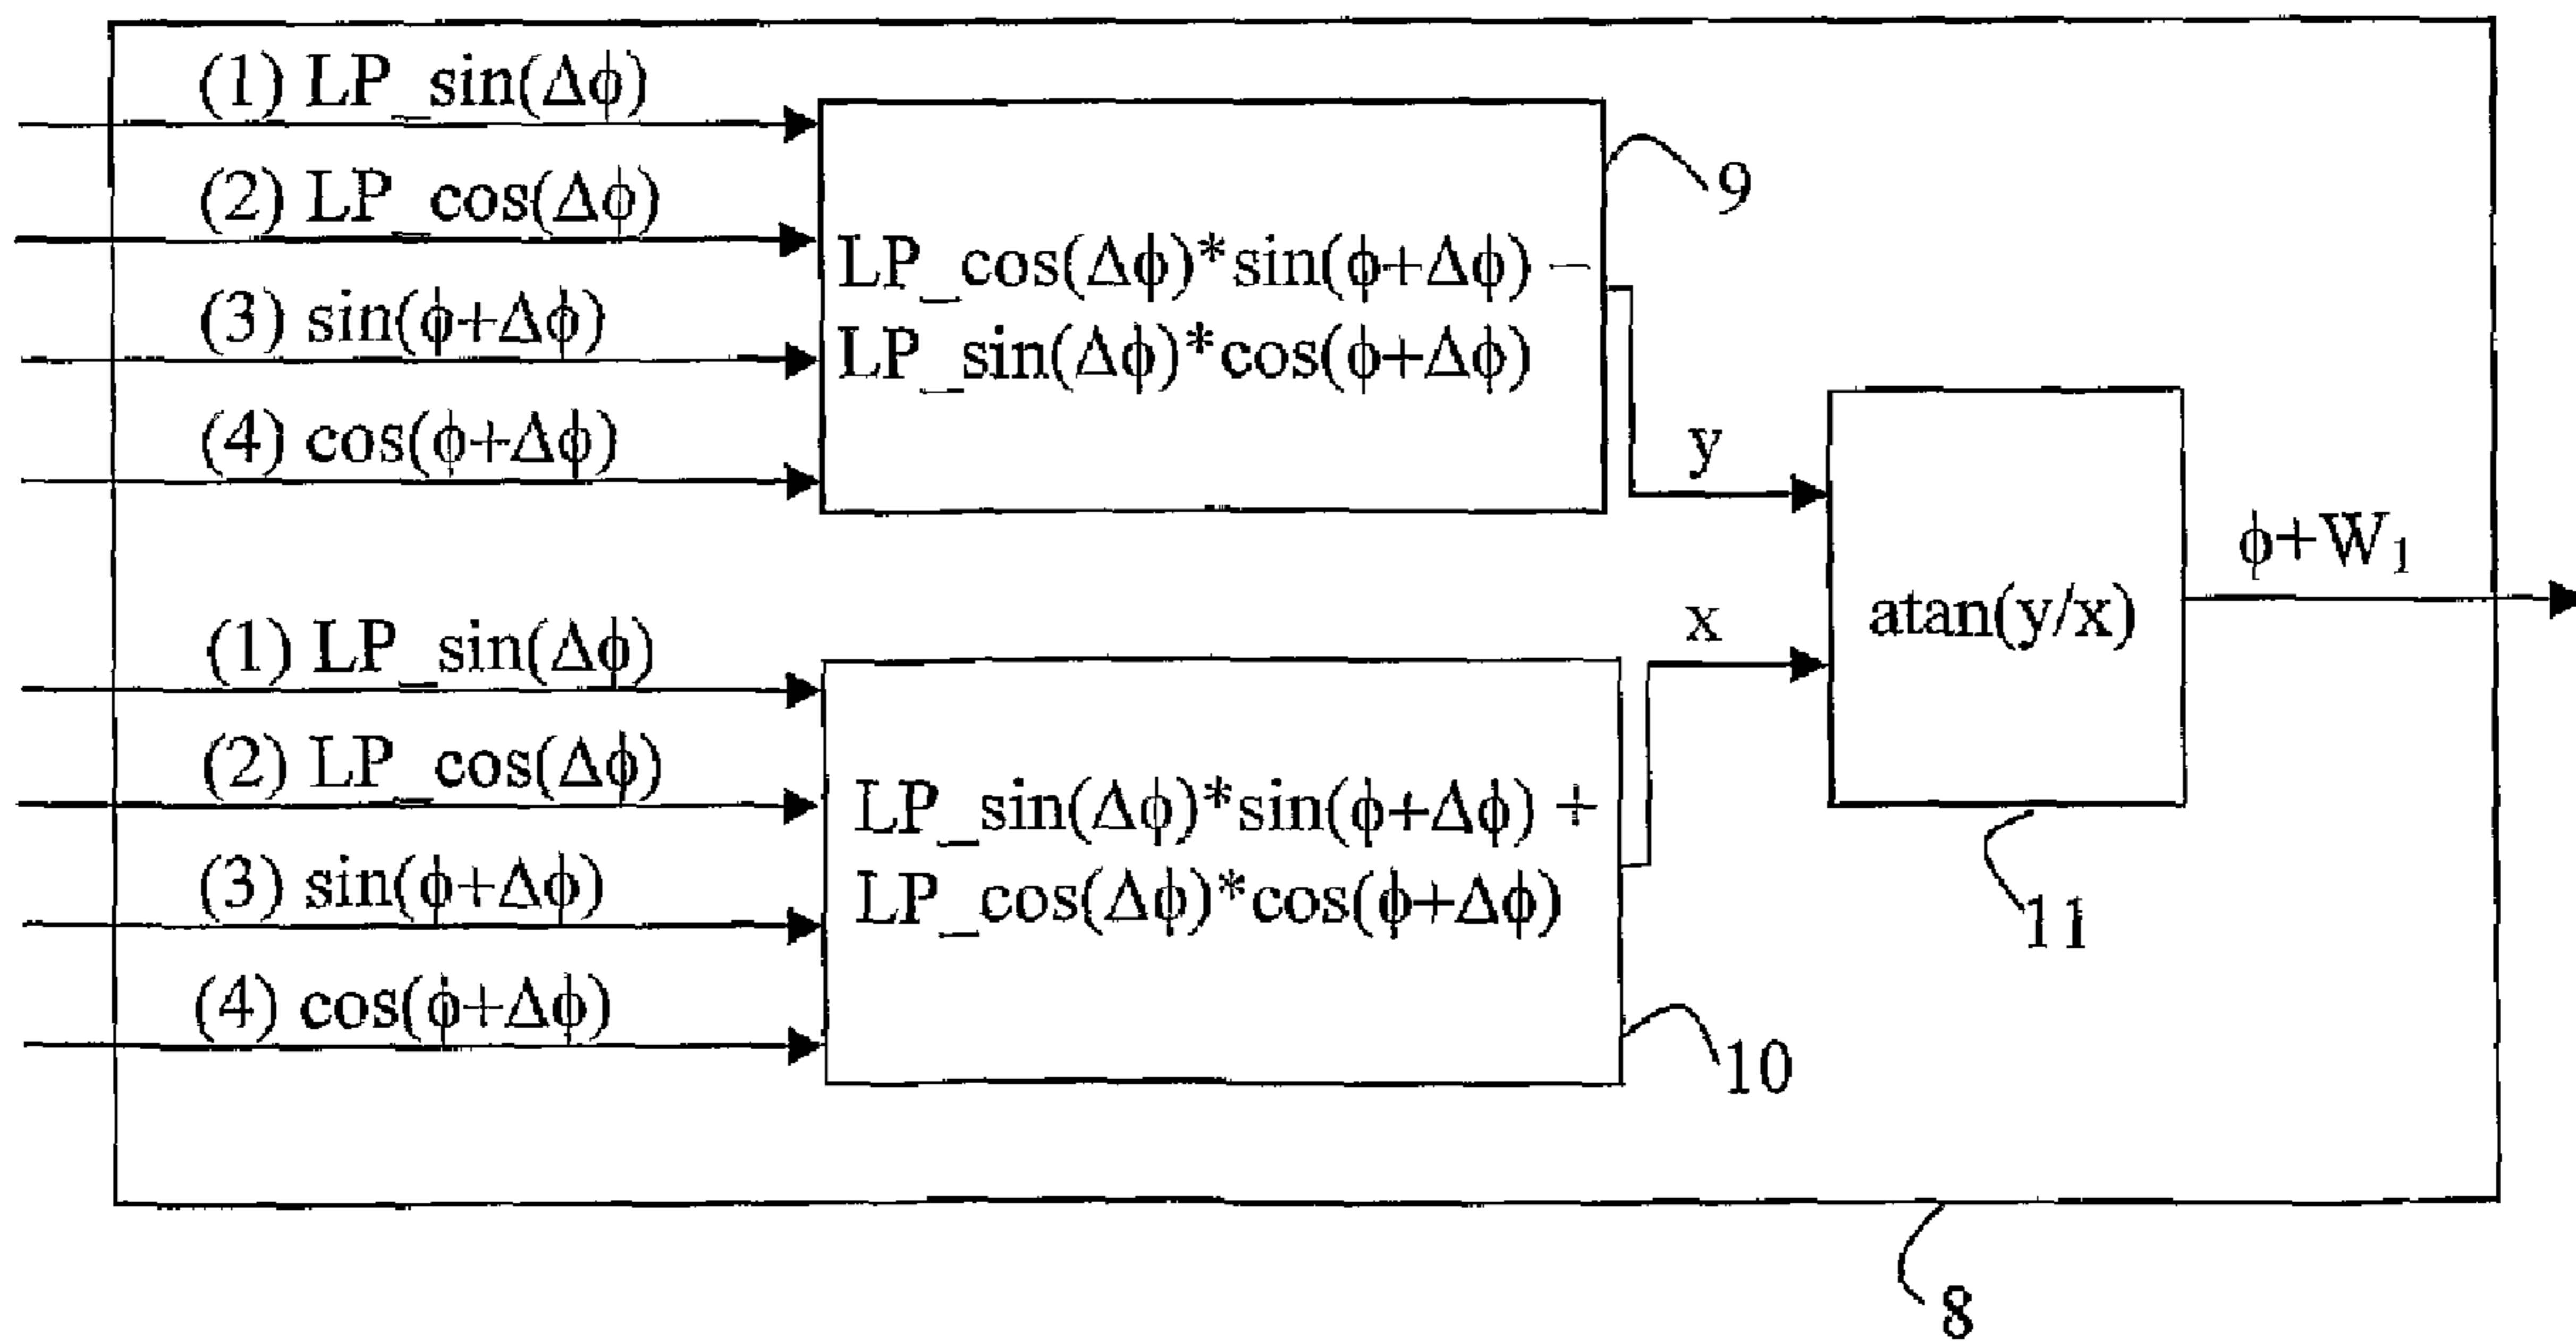 (1) LP_sin(Δϕ)
(2) LP_cos(Δϕ)
(3) sin(ϕ+Δϕ)
(4) cos(ϕ+Δϕ)
LP_cos(Δϕ)*sin(ϕ+Δϕ) –
LP_sin(Δϕ)*cos(ϕ+Δϕ)
9
y
(1) LP_sin(Δϕ)
(2) LP_cos(Δϕ)
(3) sin(ϕ+Δϕ)
(4) cos(ϕ+Δϕ)
LP_sin(Δϕ)*sin(ϕ+Δϕ) +
LP_cos(Δϕ)*cos(ϕ+Δϕ)
10
x
atan(y/x)
11
ϕ+W₁
8